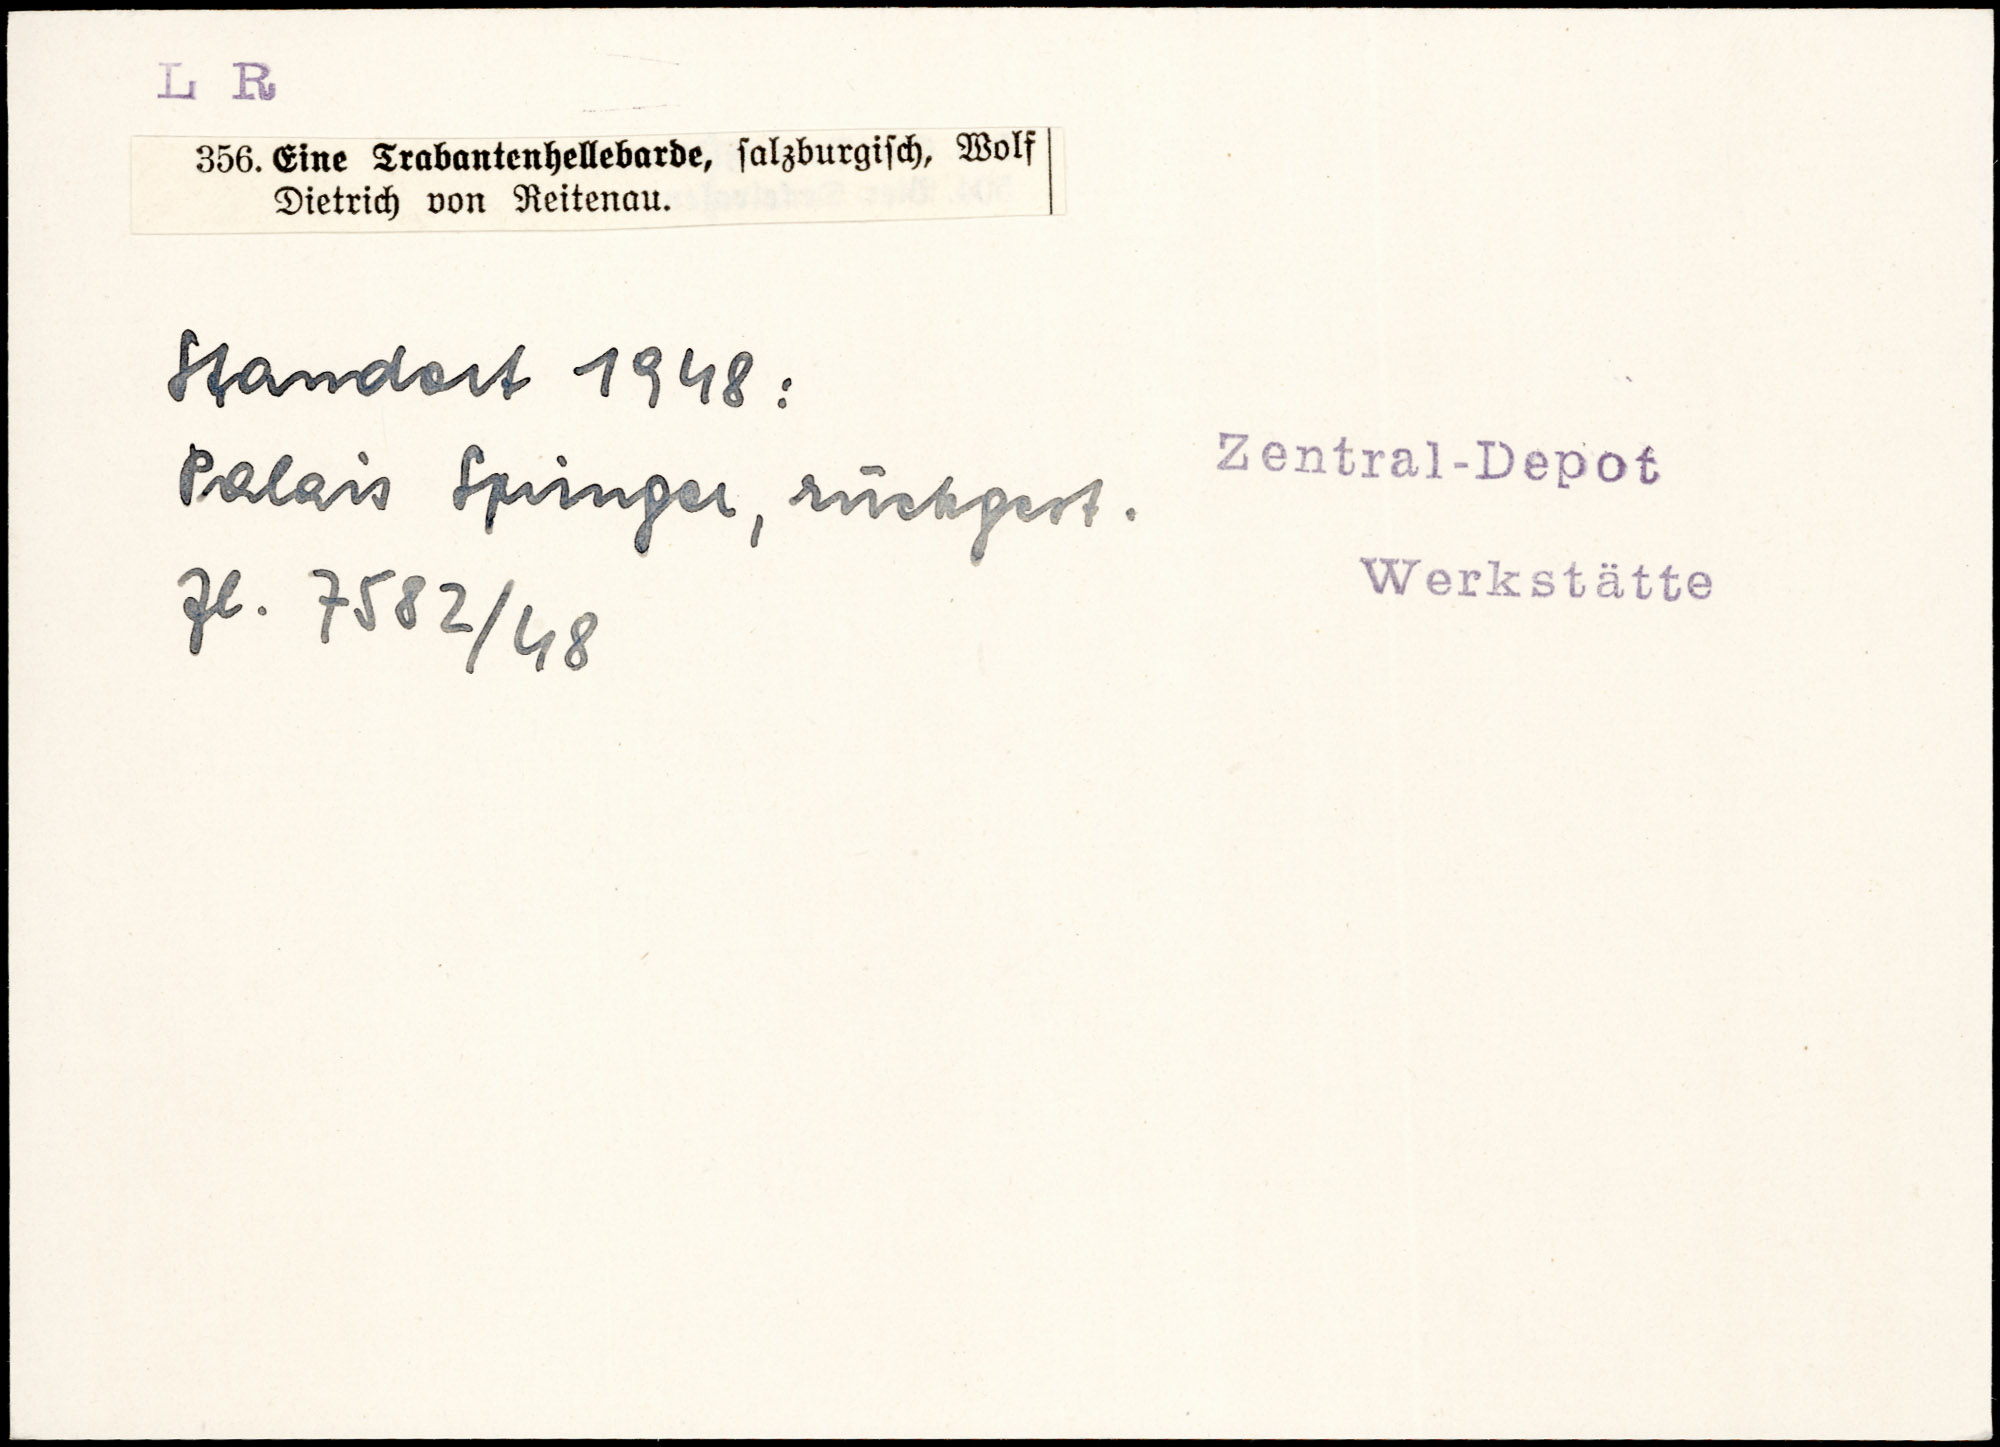 L R
356. Eine Trabantenhellebarde, ſalzburgiſch, Wolf
Dietrich von Reitenau.
Standort 1948:
Palais Springer, rückgest.
Zentral-Depot
Werkstätte
Zl. 7582/48